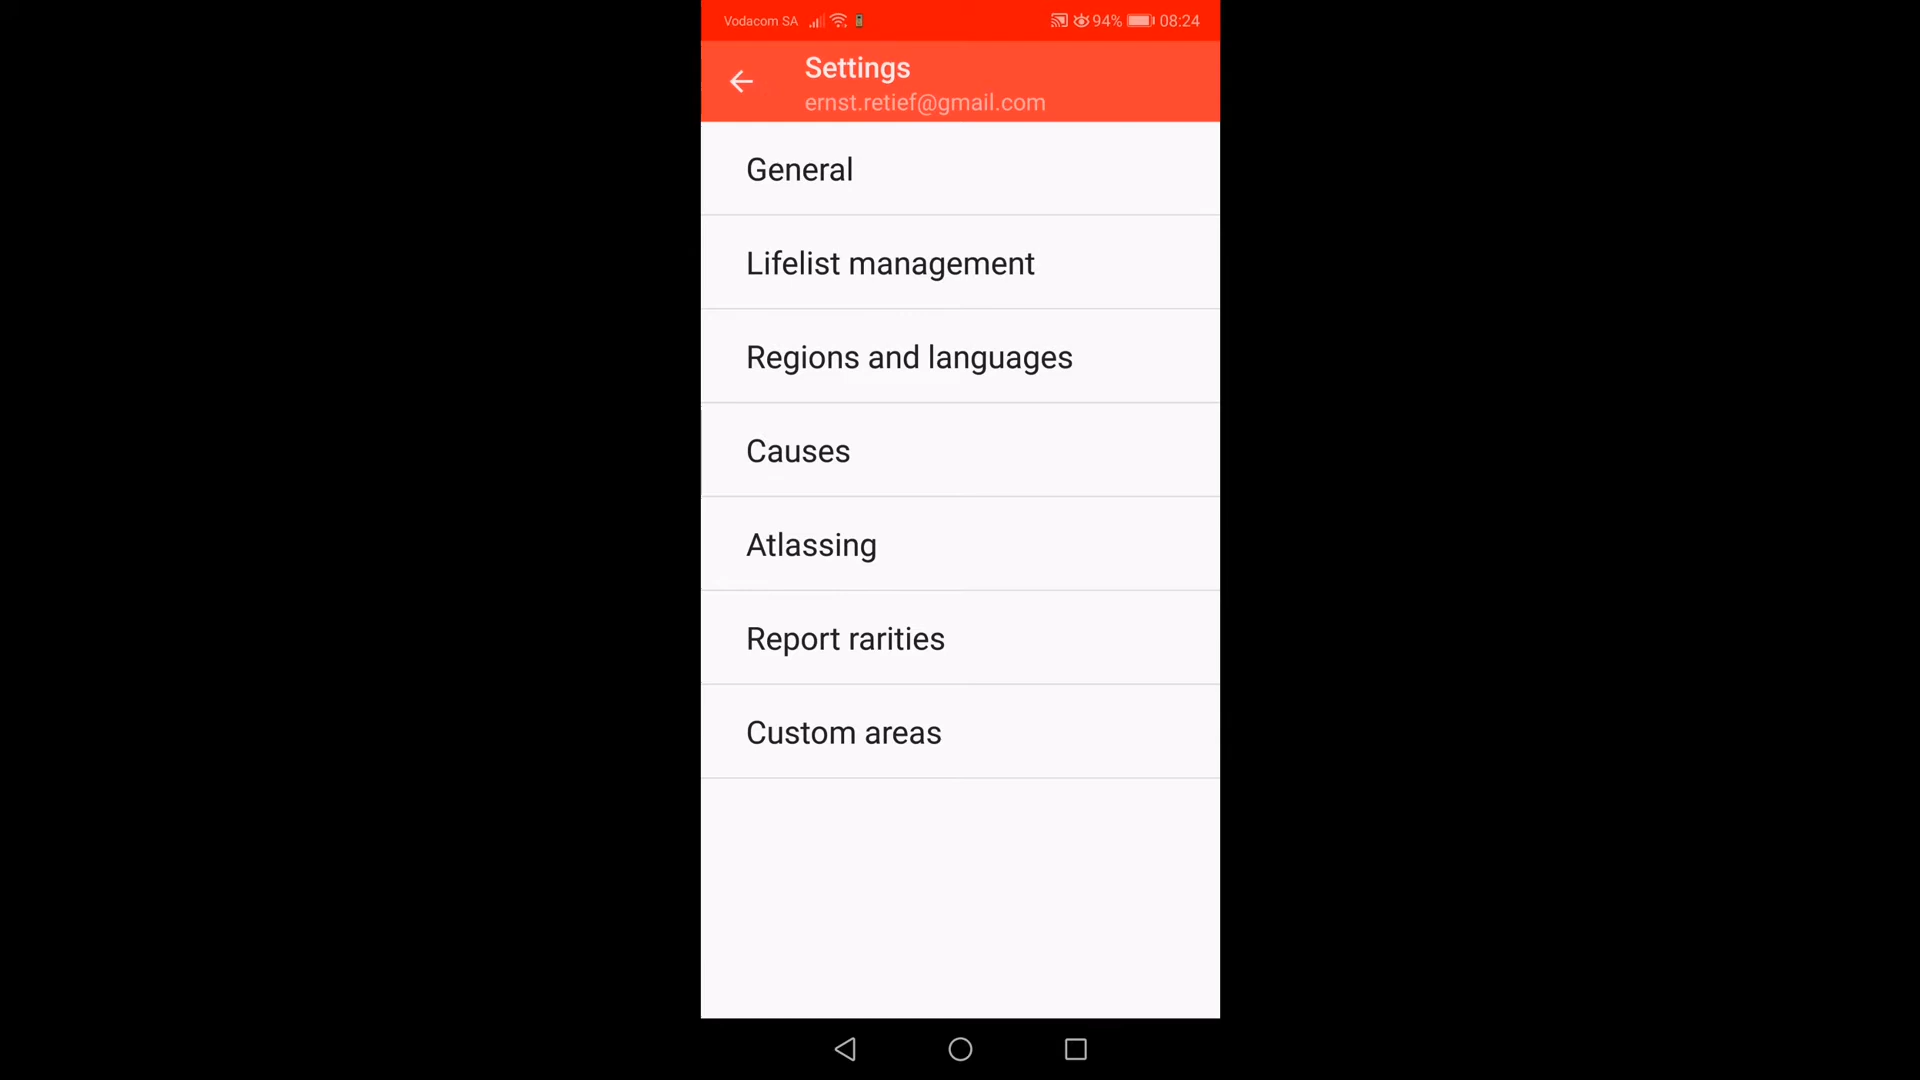 Vodacom SA 94% 08:24
Settings
ernst.retief@gmail.com
General
Lifelist management
Regions and languages
Causes
Atlassing
Report rarities
Custom areas